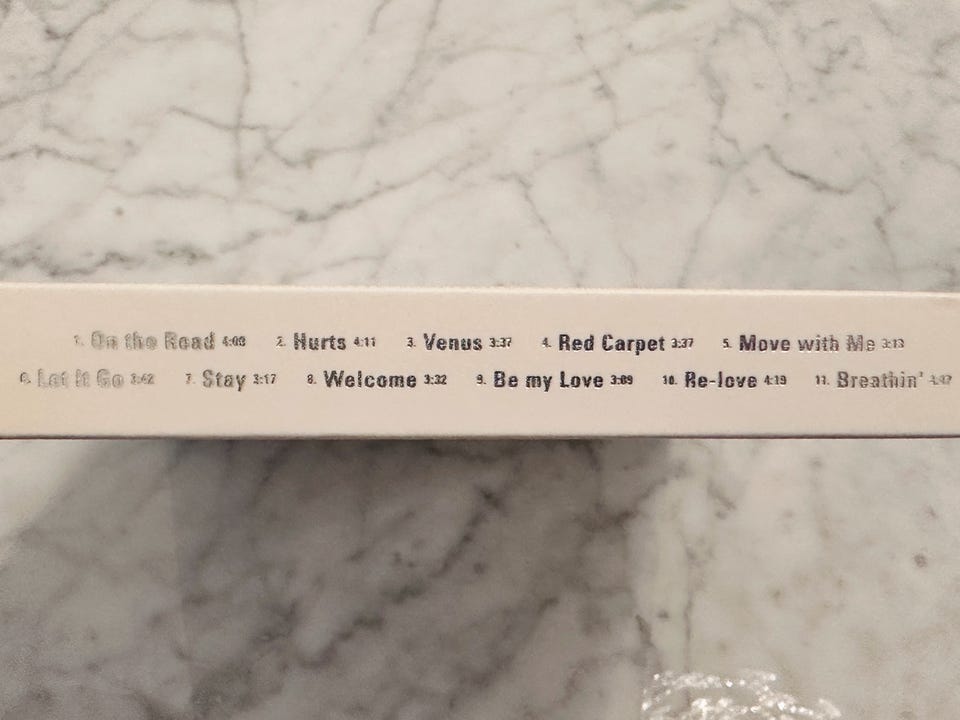 1. On the Road 4:09 2. Hurts 4:11 3. Venus 3:37 4. Red Carpet 3:37 5. Move with Me 3:13
6. Let It Go 3:42 7. Stay 3:17 8. Welcome 3:32 9. Be my Love 3:09 10. Re-love 4:19 11. Breathin'